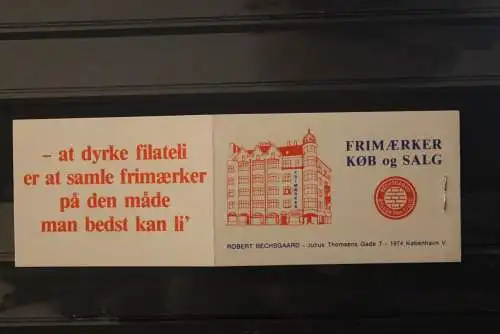 – at dyrke filateli
er at samle frimærker
på den måde
man bedst kan li'
FRIMÆRKER
KØB og SALG
FRIMÆRKER
ROBERT BECHSGAARD - Julius Thomsens Gade 7 - 1974 København V.